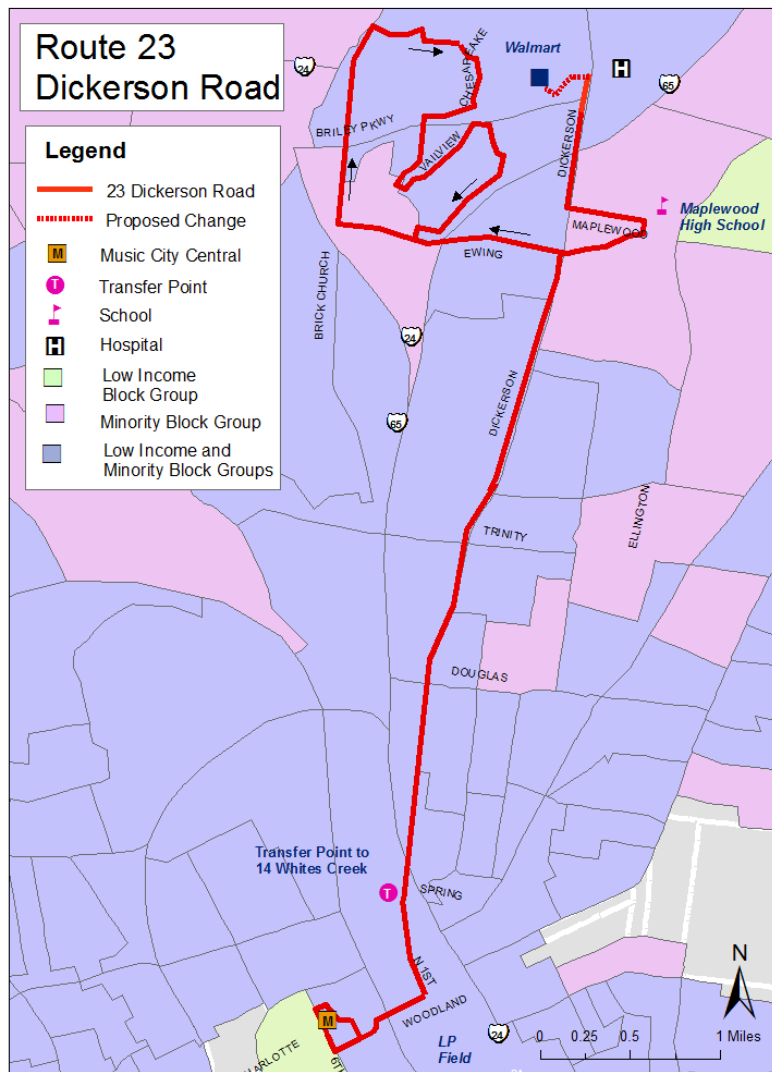 Route 23
Dickerson Road
Legend
23 Dickerson Road
Proposed Change
M
Music City Central
T
Transfer Point
School
H
Hospital
Low Income
Block Group
Minority Block Group
Low Income and
Minority Block Groups
24
Walmart
H
65
CHESAPEAKE
BRILEY PKWY
VAILVIEW
DICKERSON
MAPLEWOOD
Maplewood
High School
EWING
BRICK CHURCH
24
65
DICKERSON
TRINITY
ELLINGTON
DOUGLAS
Transfer Point to
14 Whites Creek
T
SPRING
N 1ST
WOODLAND
M
LP
Field
24
N
0 0.25 0.5 1 Miles
HARLOTTE
6T